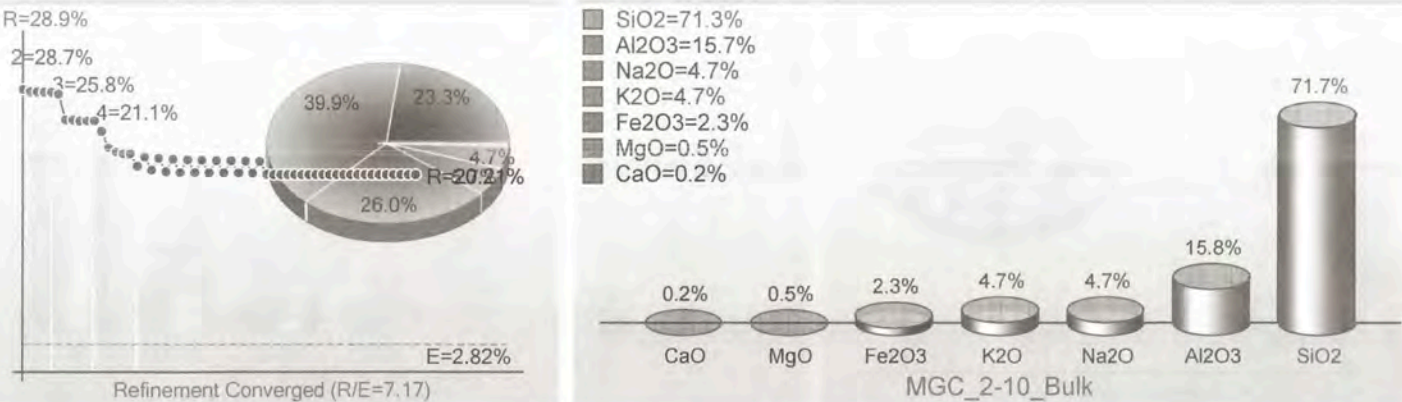 R=28.9%
2=28.7%
3=25.8%
4=21.1%
39.9%
23.3%
4.7%
26.0%
E=2.82%
Refinement Converged (R/E=7.17)
SiO2=71.3%
Al2O3=15.7%
Na2O=4.7%
K2O=4.7%
Fe2O3=2.3%
MgO=0.5%
CaO=0.2%
0.2%
0.5%
2.3%
4.7%
4.7%
15.8%
71.7%
CaO
MgO
Fe2O3
K2O
Na2O
Al2O3
SiO2
MGC_2-10_Bulk